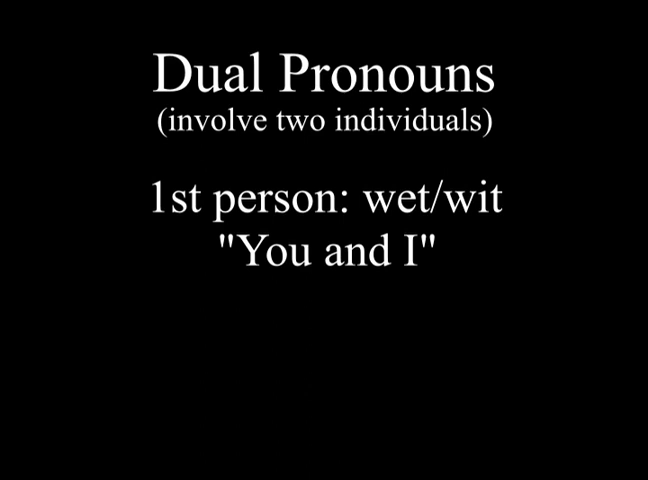 Dual Pronouns
(involve two individuals)
1st person: wet/wit
"You and I"